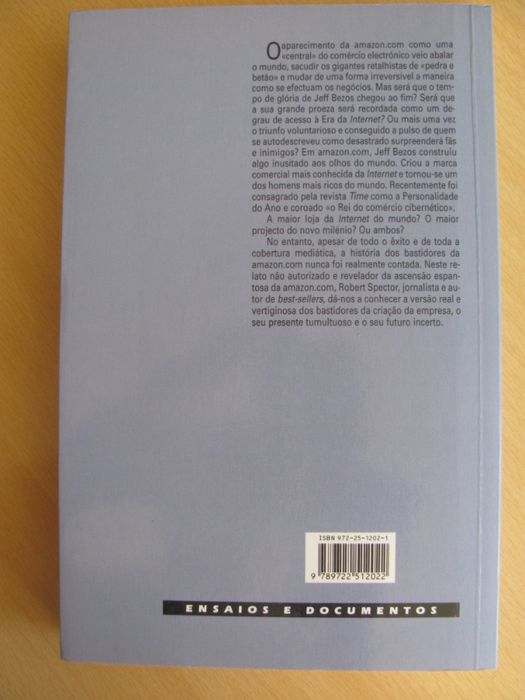 O aparecimento da amazon.com como uma
«central» do comércio electrónico veio abalar
o mundo, sacudir os gigantes retalhistas de «pedra e
betão» e mudar de uma forma irreversível a maneira
como se efectuam os negócios. Mas será que o tem-
po de glória de Jeff Bezos chegou ao fim? Será que
a sua grande proeza será recordada como um de-
grau de acesso à Era da Internet? Ou mais uma vez
o triunfo voluntarioso e conseguido a pulso de quem
se autodescreveu como desastrado surpreenderá fãs
e inimigos? Em amazon.com, Jeff Bezos construiu
algo inusitado aos olhos do mundo. Criou a marca
comercial mais conhecida da Internet e tornou-se um
dos homens mais ricos do mundo. Recentemente foi
consagrado pela revista Time como a Personalidade
do Ano e coroado «o Rei do comércio cibernético».
A maior loja da Internet do mundo? O maior
projecto do novo milénio? Ou ambos?
No entanto, apesar de todo o êxito e de toda a
cobertura mediática, a história dos bastidores da
amazon.com nunca foi realmente contada. Neste re-
lato não autorizado e revelador da ascensão espan-
tosa da amazon.com, Robert Spector, jornalista e au-
tor de best-sellers, dá-nos a conhecer a versão real e
vertiginosa dos bastidores da criação da empresa, o
seu presente tumultuoso e o seu futuro incerto.
ISBN 972-25-1202-1
9 789722 512022
ENSAIOS E DOCUMENTOS